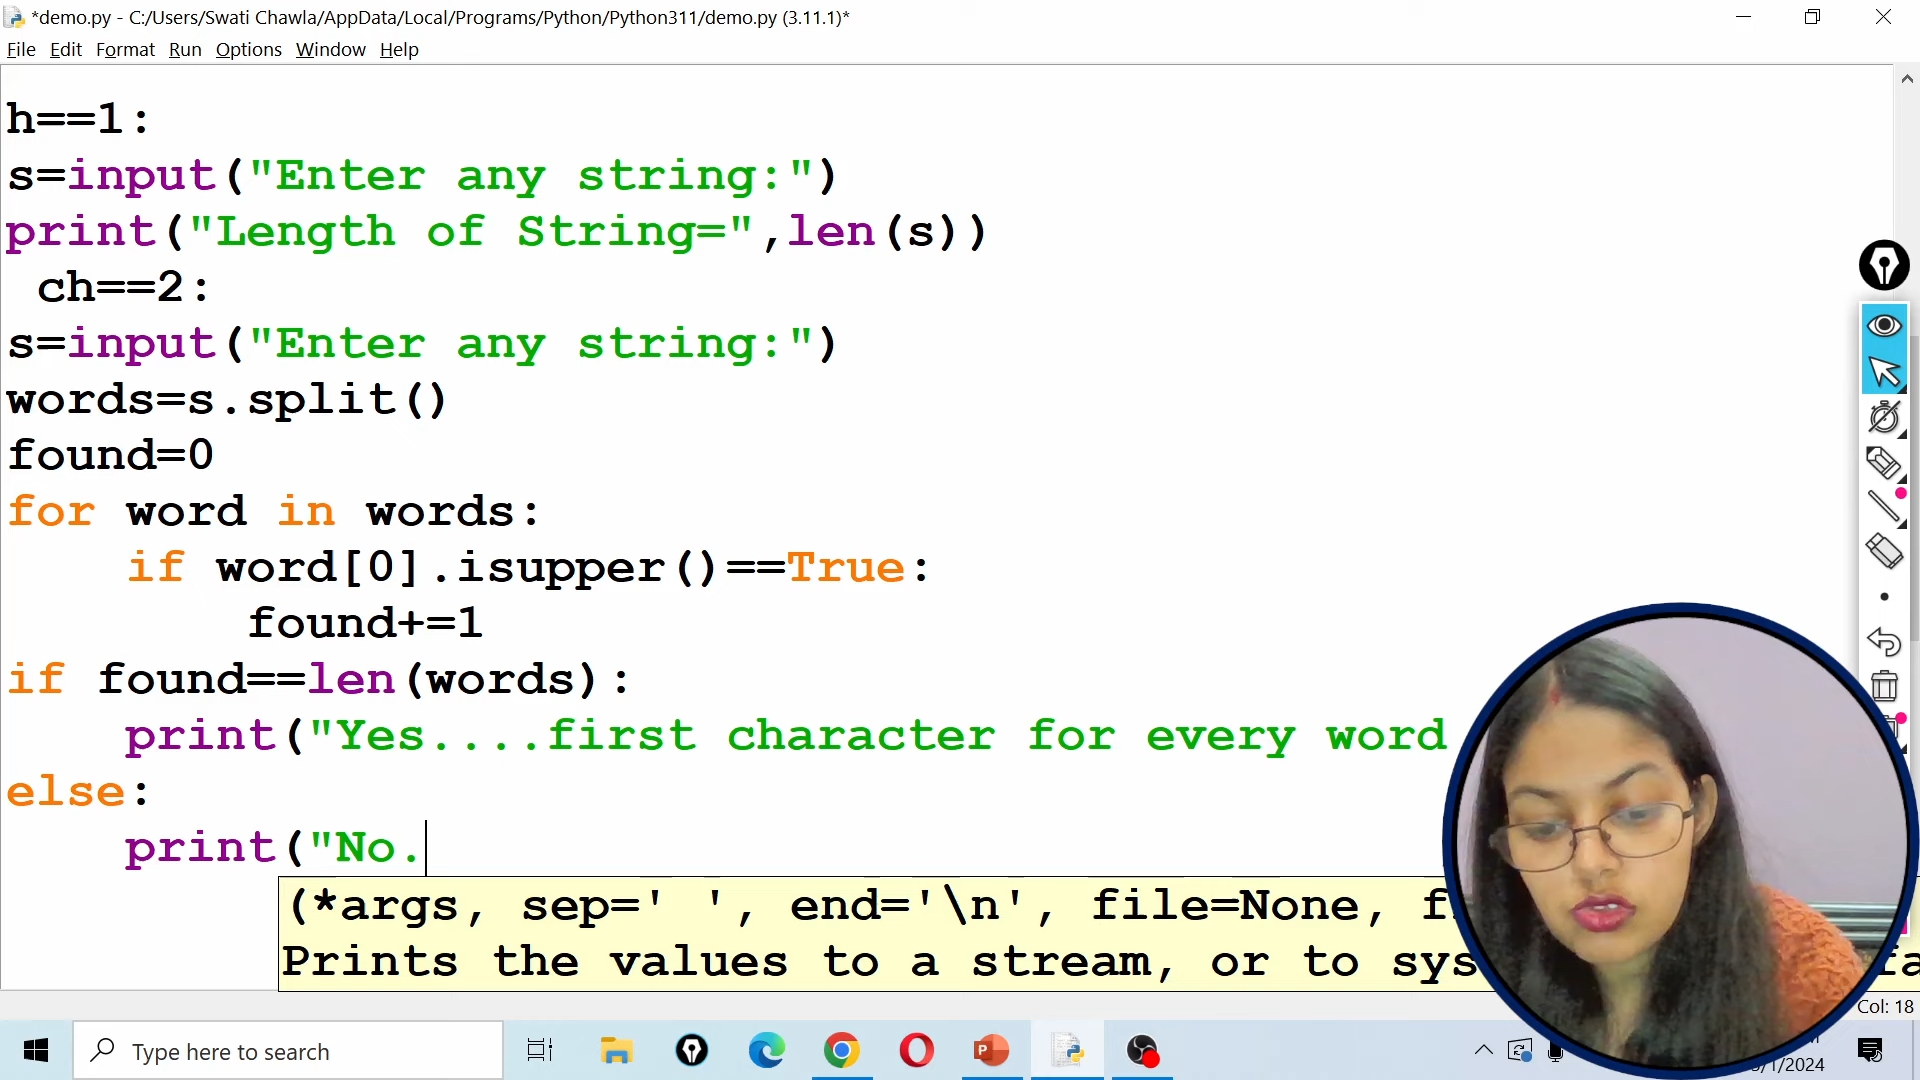 *demo.py - C:/Users/Swati Chawla/AppData/Local/Programs/Python/Python311/demo.py (3.11.1)*
File Edit Format Run Options Window Help
h==1:
s=input("Enter any string:")
print("Length of String=",len(s))
ch==2:
s=input("Enter any string:")
words=s.split()
found=0
for word in words:
if word[0].isupper()==True:
found+=1
if found==len(words):
print("Yes....first character for every word
else:
print("No.
(*args, sep=' ', end='\n', file=None, f
Prints the values to a stream, or to sys
Col: 18
Type here to search
/1/2024